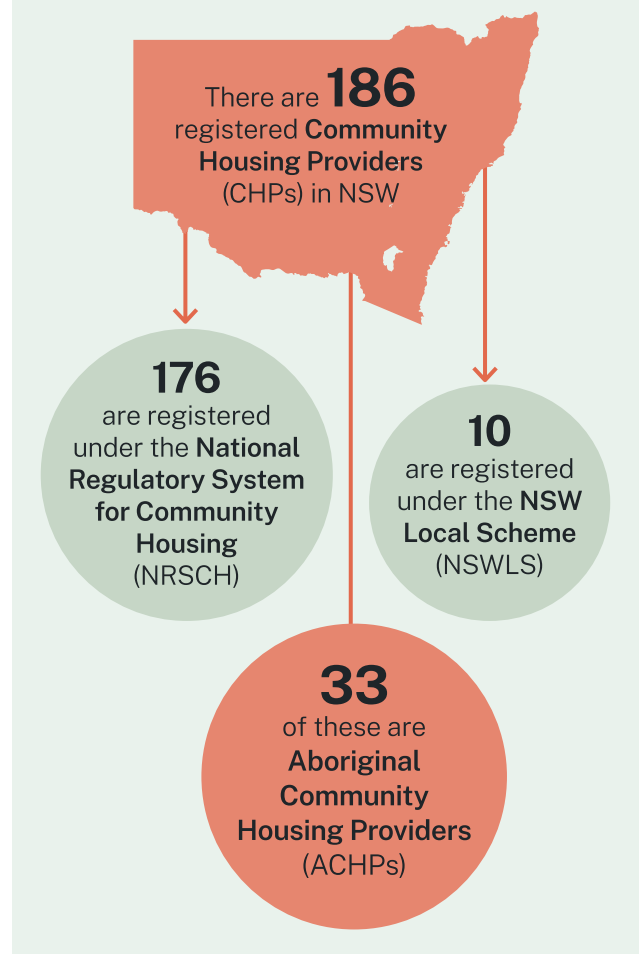 There are 186
registered Community
Housing Providers
(CHPs) in NSW
176
are registered
under the National
Regulatory System
for Community
Housing
(NRSCH)
10
are registered
under the NSW
Local Scheme
(NSWLS)
33
of these are
Aboriginal
Community
Housing Providers
(ACHPs)